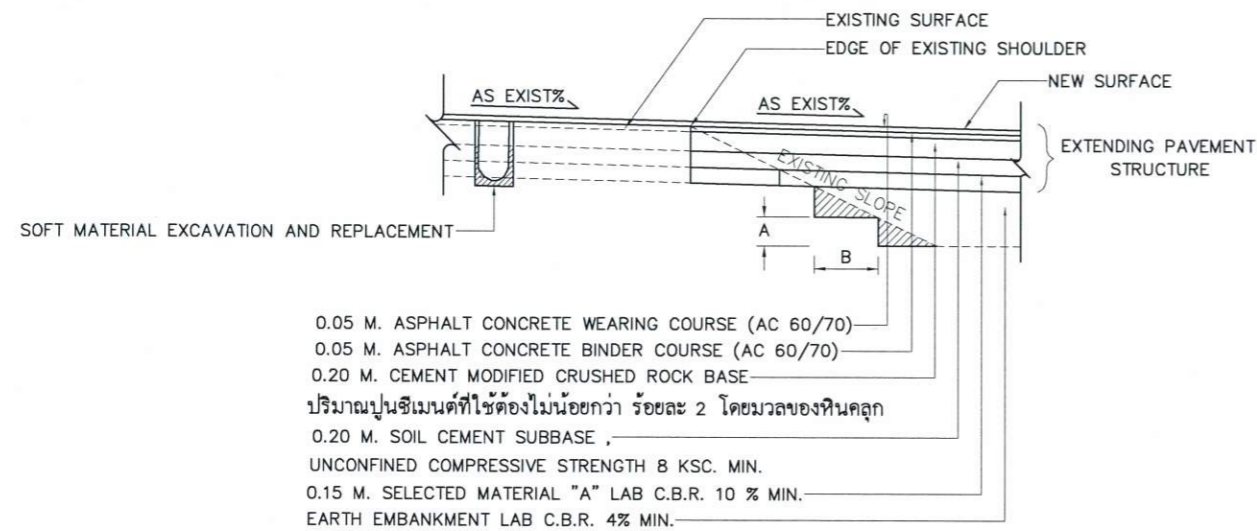 EXISTING SURFACE
EDGE OF EXISTING SHOULDER
NEW SURFACE
AS EXIST%
AS EXIST%
EXTENDING PAVEMENT
STRUCTURE
EXISTING SLOPE
SOFT MATERIAL EXCAVATION AND REPLACEMENT
A
B
0.05 M. ASPHALT CONCRETE WEARING COURSE (AC 60/70)
0.05 M. ASPHALT CONCRETE BINDER COURSE (AC 60/70)
0.20 M. CEMENT MODIFIED CRUSHED ROCK BASE
ปริมาณปูนซีเมนต์ที่ใช้ต้องไม่น้อยกว่า ร้อยละ 2 โดยมวลของหินคลุก
0.20 M. SOIL CEMENT SUBBASE ,
UNCONFINED COMPRESSIVE STRENGTH 8 KSC. MIN.
0.15 M. SELECTED MATERIAL "A" LAB C.B.R. 10 % MIN.
EARTH EMBANKMENT LAB C.B.R. 4% MIN.